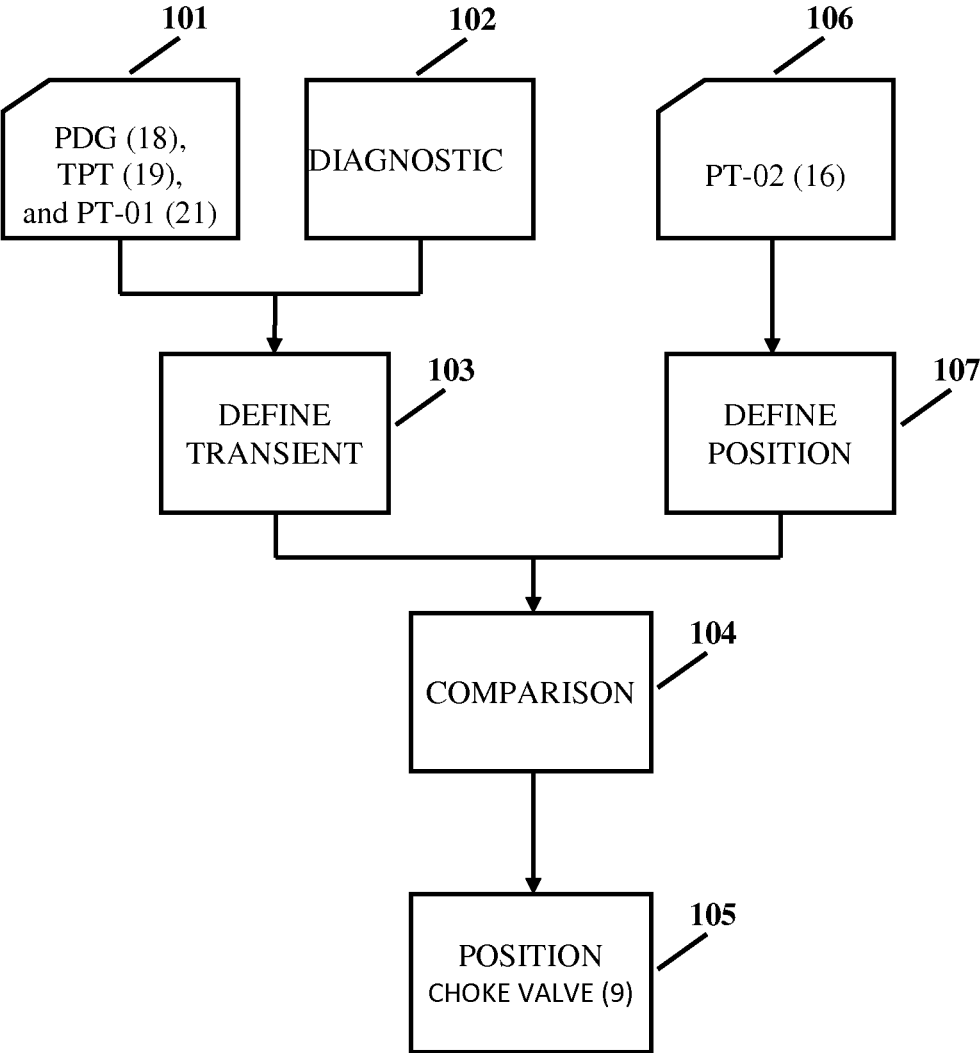 101
102
106
PDG (18),
TPT (19),
and PT-01 (21)
DIAGNOSTIC
PT-02 (16)
103
107
DEFINE
TRANSIENT
DEFINE
POSITION
104
COMPARISON
105
POSITION
CHOKE VALVE (9)